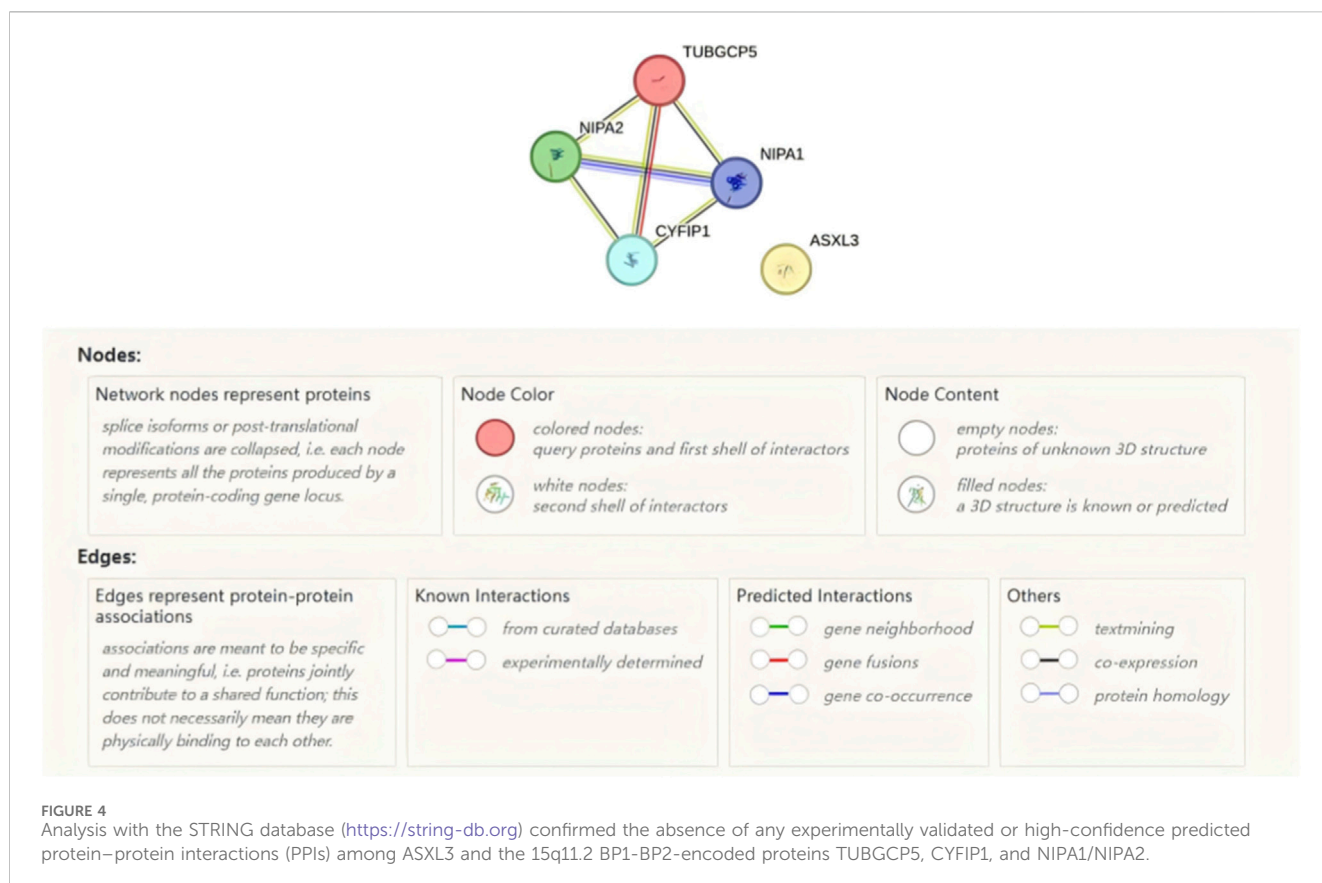 TUBGCP5
NIPA2
NIPA1
CYFIP1
ASXL3
Nodes:
Network nodes represent proteins
splice isoforms or post-translational
modifications are collapsed, i.e. each node
represents all the proteins produced by a
single, protein-coding gene locus.
Node Color
colored nodes:
query proteins and first shell of interactors
white nodes:
second shell of interactors
Node Content
empty nodes:
proteins of unknown 3D structure
filled nodes:
a 3D structure is known or predicted
Edges:
Edges represent protein-protein
associations
associations are meant to be specific
and meaningful, i.e. proteins jointly
contribute to a shared function; this
does not necessarily mean they are
physically binding to each other.
Known Interactions
from curated databases
experimentally determined
Predicted Interactions
gene neighborhood
gene fusions
gene co-occurrence
Others
textmining
co-expression
protein homology
FIGURE 4
Analysis with the STRING database (https://string-db.org) confirmed the absence of any experimentally validated or high-confidence predicted
protein–protein interactions (PPIs) among ASXL3 and the 15q11.2 BP1-BP2-encoded proteins TUBGCP5, CYFIP1, and NIPA1/NIPA2.